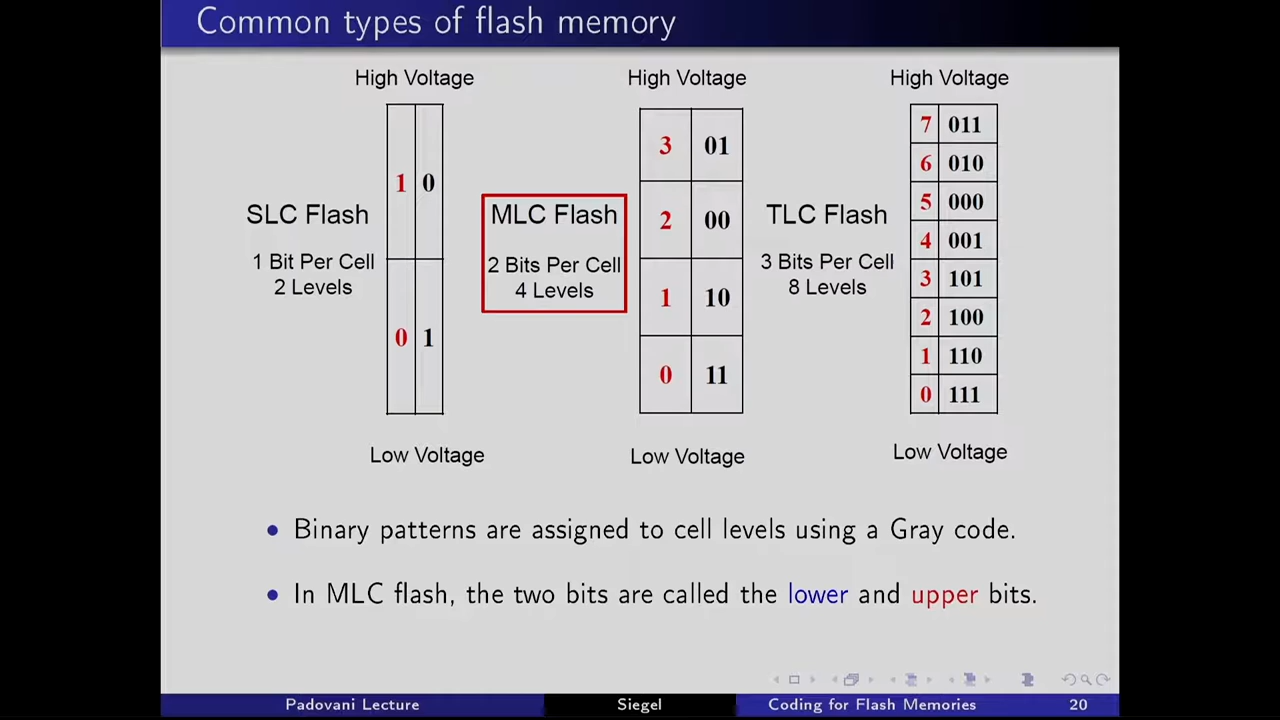 Common types of flash memory
High Voltage
1 0
0 1
Low Voltage
SLC Flash
1 Bit Per Cell
2 Levels
High Voltage
3 01
2 00
1 10
0 11
Low Voltage
MLC Flash
2 Bits Per Cell
4 Levels
High Voltage
7 011
6 010
5 000
4 001
3 101
2 100
1 110
0 111
Low Voltage
TLC Flash
3 Bits Per Cell
8 Levels
Binary patterns are assigned to cell levels using a Gray code.
In MLC flash, the two bits are called the lower and upper bits.
Padovani Lecture Siegel Coding for Flash Memories 20